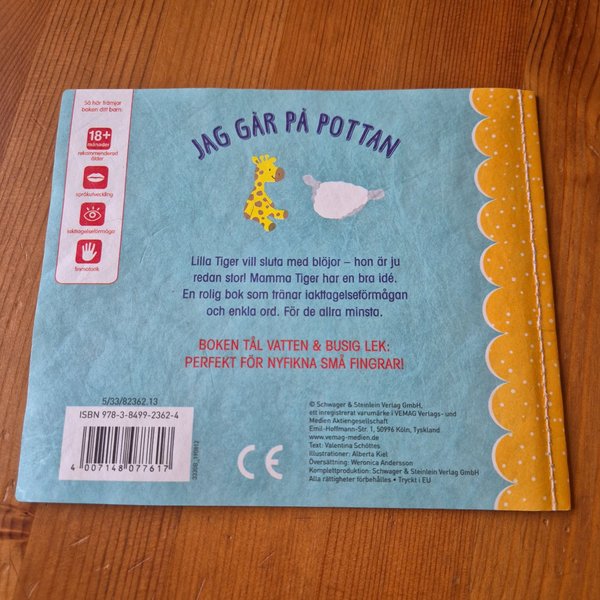 Så här främjar
boken ditt barn:
18+
månader
rekommenderad
ålder
språkutveckling
iakttagelseförmåga
finmotorik
JAG GÅR PÅ POTTAN
Lilla Tiger vill sluta med blöjor – hon är ju
redan stor! Mamma Tiger har en bra idé.
En rolig bok som tränar iakttagelseförmågan
och enkla ord. För de allra minsta.
BOKEN TÅL VATTEN & BUSIG LEK:
PERFEKT FÖR NYFIKNA SMÅ FINGRAR!
5/33/82362.13
ISBN 978-3-8499-2362-4
4 007148 077617
CE
© Schwager & Steinlein Verlag GmbH,
ett inregistrerat varumärke i VEMAG Verlags- und
Medien Aktiengesellschaft
Emil-Hoffmann-Str. 1, 50996 Köln, Tyskland
www.vemag-medien.de
Text: Valentina Schöttes
Illustrationer: Alberta Kiel
Översättning: Weronica Andersson
Komplettproduktion: Schwager & Steinlein Verlag GmbH
Alla rättigheter förbehålles • Tryckt i EU